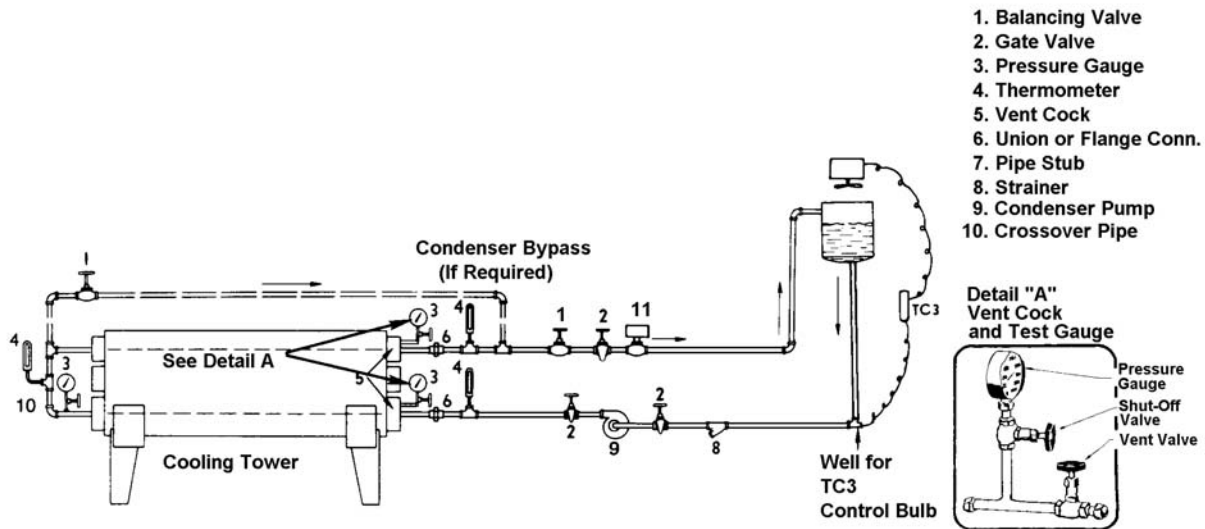 1. Balancing Valve
2. Gate Valve
3. Pressure Gauge
4. Thermometer
5. Vent Cock
6. Union or Flange Conn.
7. Pipe Stub
8. Strainer
9. Condenser Pump
10. Crossover Pipe
Condenser Bypass
(If Required)
1
4
3
6
1
2
11
TC3
4
3
See Detail A
5
4
3
6
10
2
9
2
8
Cooling Tower
Well for
TC3
Control Bulb
Detail "A"
Vent Cock
and Test Gauge
Pressure
Gauge
Shut-Off
Valve
Vent Valve